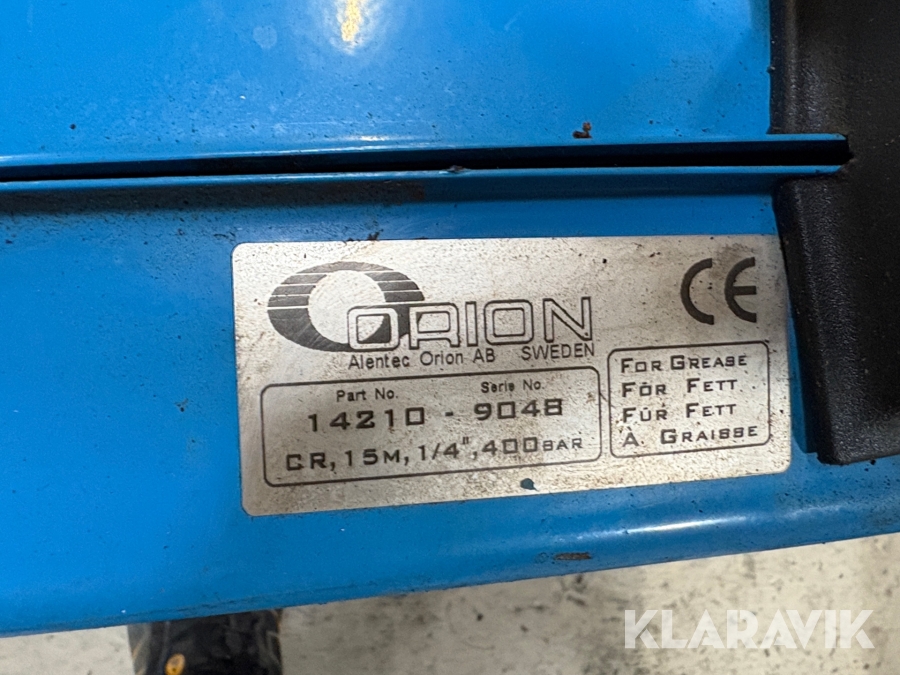 ORION
Alentec Orion AB SWEDEN
CE
Part No. Serie No.
14210 - 9048
CR, 15M, 1/4", 400BAR
FOR GREASE
FÖR FETT
FÜR FETT
À GRAISSE
KLARAVIK